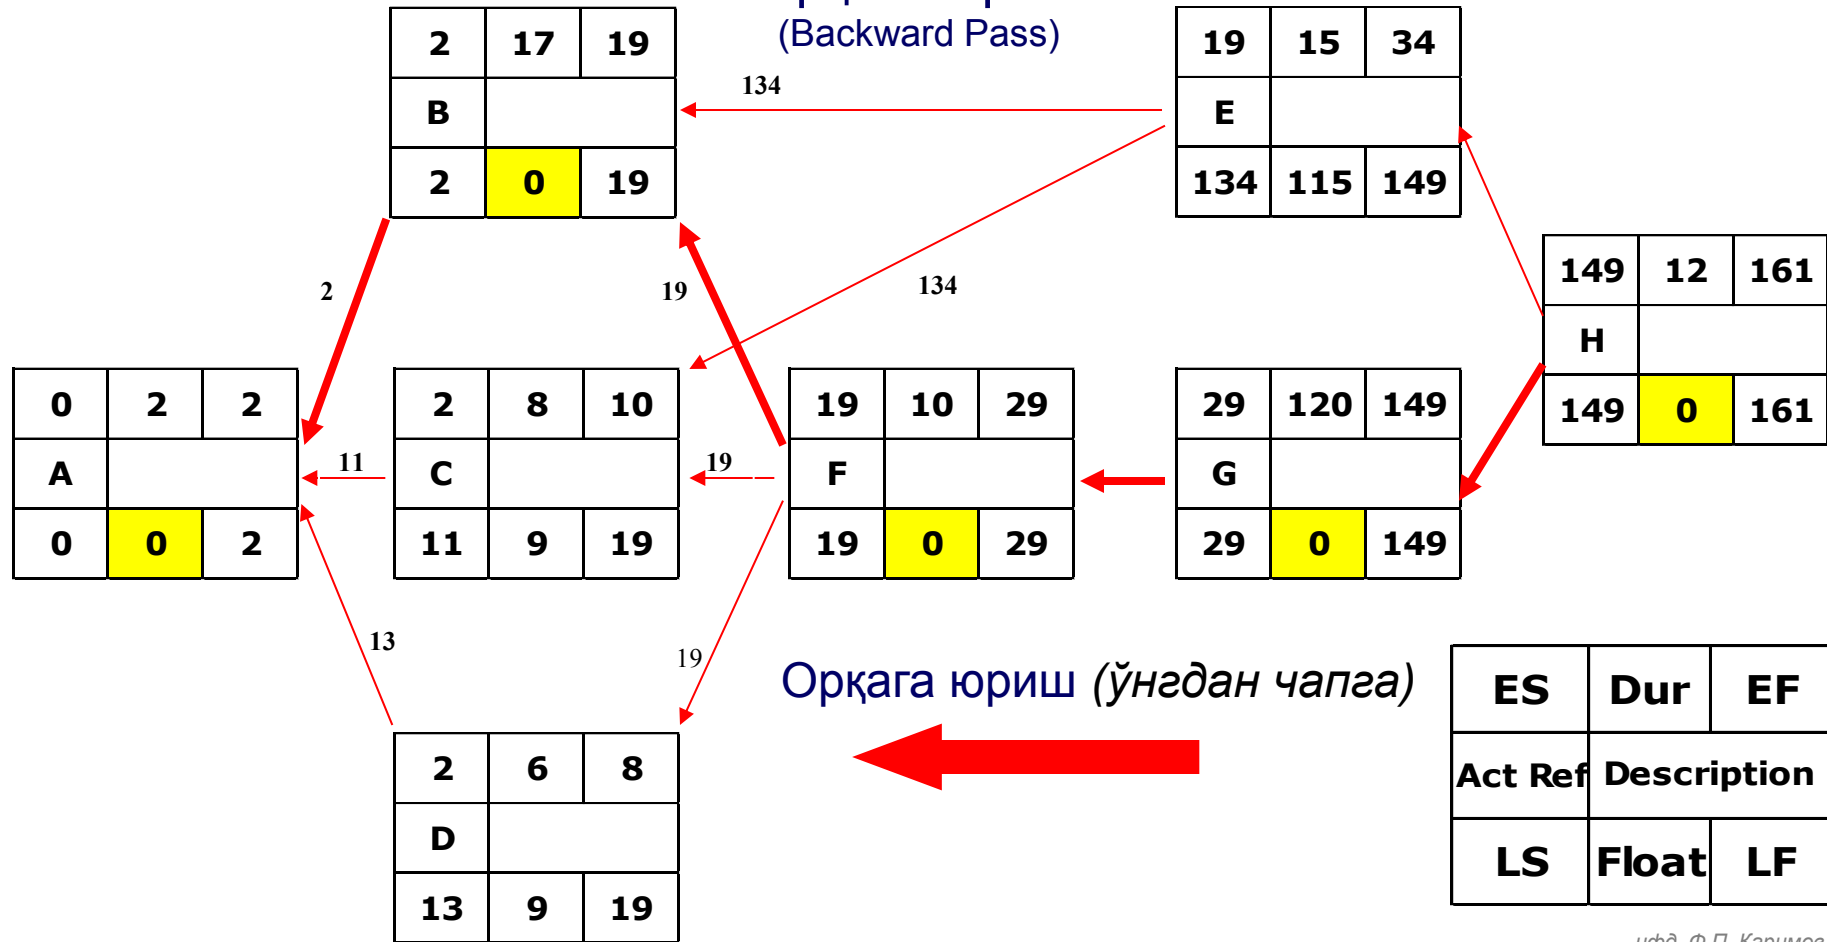 (Backward Pass)
2 17 19
B
2 0 19
19 15 34
E
134 115 149
134
134
2
19
149 12 161
H
149 0 161
0 2 2
A
0 0 2
11
2 8 10
C
11 9 19
19
19 10 29
F
19 0 29
29 120 149
G
29 0 149
13
19
Орқага юриш (ўнгдан чапга)
2 6 8
D
13 9 19
ES Dur EF
Act Ref Description
LS Float LF
Ф.П. Каримов